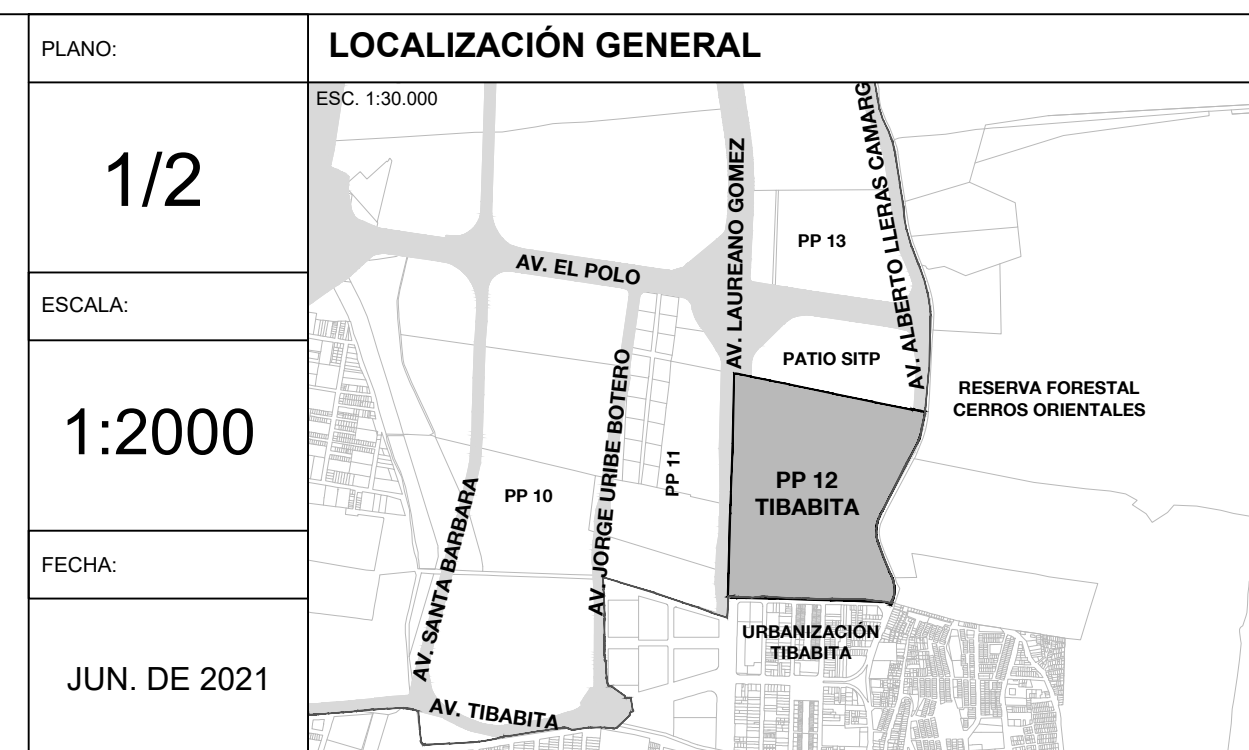 PLANO:
LOCALIZACIÓN GENERAL
1/2
ESCALA:
1:2000
FECHA:
JUN. DE 2021
ESC. 1:30.000
AV. LAUREANO GOMEZ
AV. ALBERTO LLERAS CAMARG
PP 13
AV. EL POLO
PATIO SITP
RESERVA FORESTAL
CERROS ORIENTALES
AV. JORGE URIBE BOTERO
PP 11
PP 12
TIBABITA
PP 10
AV. SANTA BARBARA
URBANIZACIÓN
TIBABITA
AV. TIBABITA